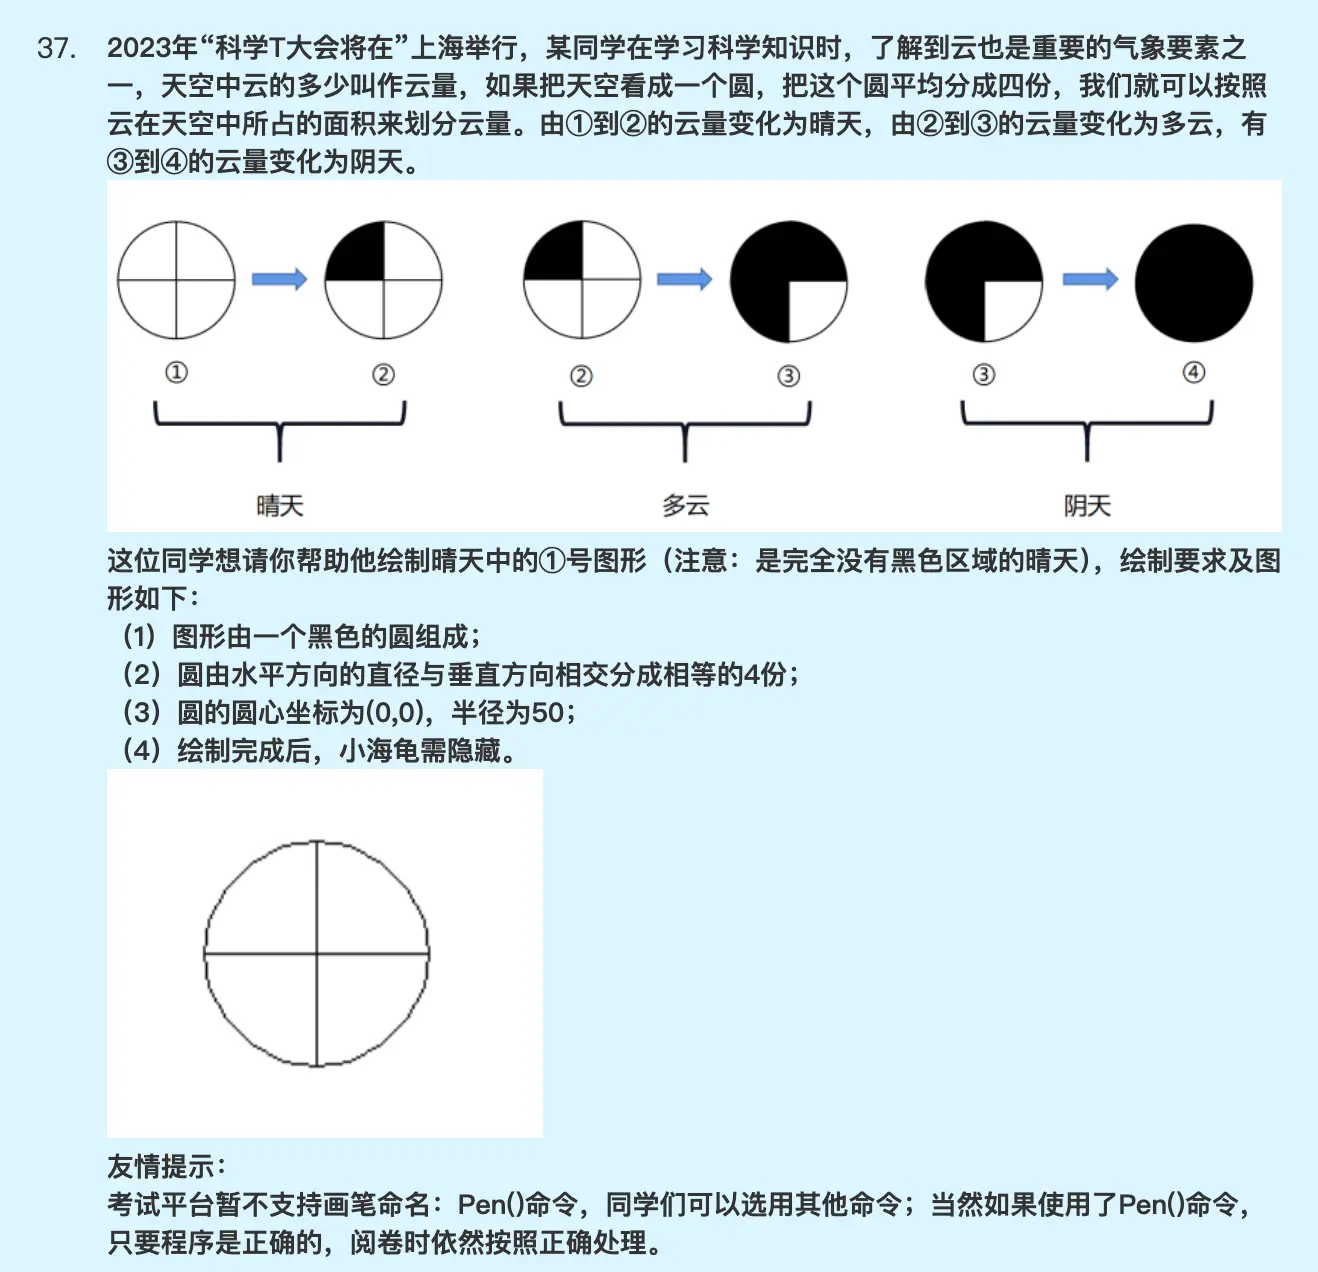 37. 2023年“科学T大会将在”上海举行，某同学在学习科学知识时，了解到云也是重要的气象要素之
一，天空中云的多少叫作云量，如果把天空看成一个圆，把这个圆平均分成四份，我们就可以按照
云在天空中所占的面积来划分云量。由①到②的云量变化为晴天，由②到③的云量变化为多云，有
③到④的云量变化为阴天。
① ② ② ③ ③ ④
晴天 多云 阴天
这位同学想请你帮助他绘制晴天中的①号图形（注意：是完全没有黑色区域的晴天），绘制要求及图
形如下：
（1）图形由一个黑色的圆组成；
（2）圆由水平方向的直径与垂直方向相交分成相等的4份；
（3）圆的圆心坐标为(0,0)，半径为50；
（4）绘制完成后，小海龟需隐藏。
友情提示：
考试平台暂不支持画笔命名：Pen()命令，同学们可以选用其他命令；当然如果使用了Pen()命令，
只要程序是正确的，阅卷时依然按照正确处理。